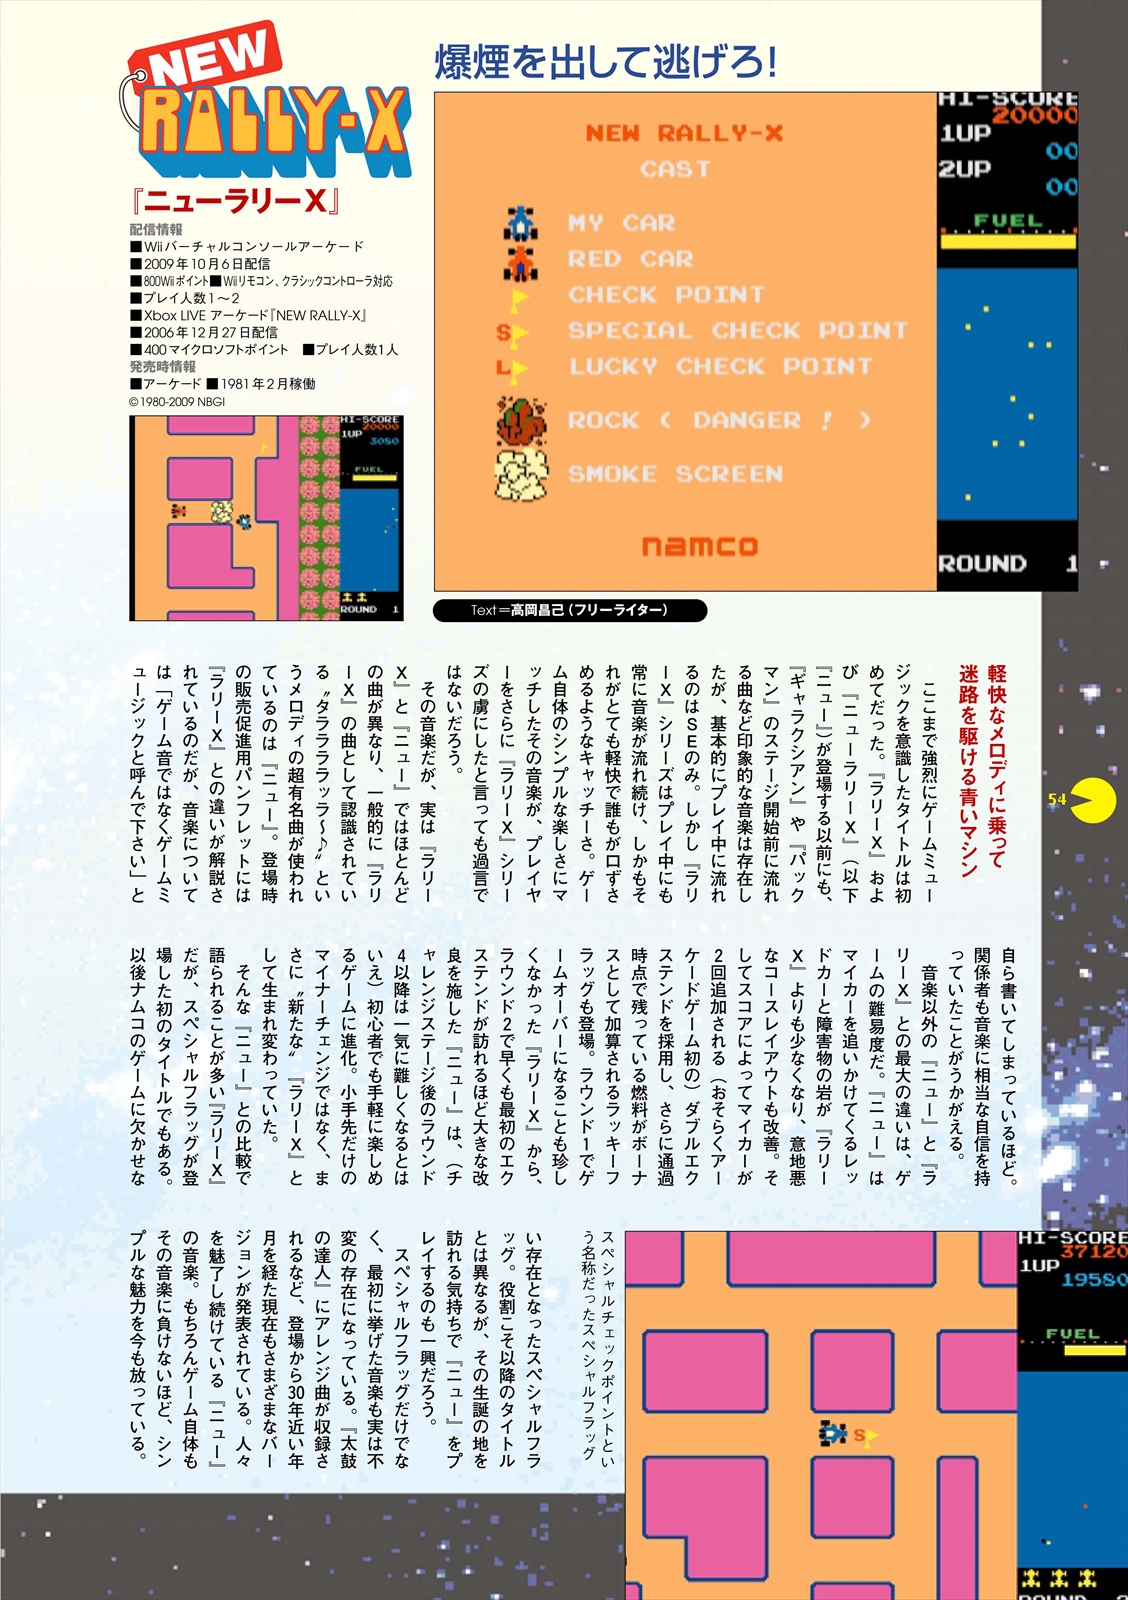 NEW
RALLY-X
『ニューラリーX』
配信情報
■Wiiバーチャルコンソールアーケード
■2009年10月6日配信
■800Wiiポイント■Wiiリモコン、クラシックコントローラ対応
■プレイ人数1〜2
■Xbox LIVE アーケード『NEW RALLY-X』
■2006年12月27日配信
■400マイクロソフトポイント　■プレイ人数1人
発売時情報
■アーケード ■1981年2月稼働
©1980-2009 NBGI
HI-SCORE
20000
1UP
3080
FUEL
ROUND 1
爆煙を出して逃げろ!
NEW RALLY-X
CAST
MY CAR
RED CAR
CHECK POINT
S SPECIAL CHECK POINT
L LUCKY CHECK POINT
ROCK ( DANGER ! )
SMOKE SCREEN
namco
HI-SCORE
20000
1UP
00
2UP
00
FUEL
ROUND 1
Text＝高岡昌己（フリーライター）
軽快なメロディに乗って
迷路を駆ける青いマシン
ここまで強烈にゲームミュー
ジックを意識したタイトルは初
めてだった。『ラリーX』およ
び『ニューラリーX』（以下
『ニュー』）が登場する以前にも、
『ギャラクシアン』や『パック
マン』のステージ開始前に流れ
る曲など印象的な音楽は存在し
たが、基本的にプレイ中に流れ
るのはSEのみ。しかし『ラリ
ーX』シリーズはプレイ中にも
常に音楽が流れ続け、しかもそ
れがとても軽快で誰もが口ずさ
めるようなキャッチーさ。ゲー
ム自体のシンプルな楽しさにマ
ッチしたその音楽が、プレイヤ
ーをさらに『ラリーX』シリー
ズの虜にしたと言っても過言で
はないだろう。
その音楽だが、実は『ラリー
X』と『ニュー』ではほとんど
の曲が異なり、一般的に『ラリ
ーX』の曲として認識されてい
る〝タララララッラ〜♪〟とい
うメロディの超有名曲が使われ
ているのは『ニュー』。登場時
の販売促進用パンフレットには
『ラリーX』との違いが解説さ
れているのだが、音楽について
は「ゲーム音ではなくゲームミ
ュージックと呼んで下さい」と
自ら書いてしまっているほど。
関係者も音楽に相当な自信を持
っていたことがうかがえる。
音楽以外の『ニュー』と『ラ
リーX』との最大の違いは、ゲ
ームの難易度だ。『ニュー』は
マイカーを追いかけてくるレッ
ドカーと障害物の岩が『ラリー
X』よりも少なくなり、意地悪
なコースレイアウトも改善。そ
してスコアによってマイカーが
2回追加される（おそらくアー
ケードゲーム初の）ダブルエク
ステンドを採用し、さらに通過
時点で残っている燃料がボーナ
スとして加算されるラッキーフ
ラッグも登場。ラウンド1でゲ
ームオーバーになることも珍し
くなかった『ラリーX』から、
ラウンド2で早くも最初のエク
ステンドが訪れるほど大きな改
良を施した『ニュー』は、（チ
ャレンジステージ後のラウンド
4以降は一気に難しくなるとは
いえ）初心者でも手軽に楽しめ
るゲームに進化。小手先だけの
マイナーチェンジではなく、ま
さに〝新たな〟『ラリーX』と
して生まれ変わっていた。
そんな『ニュー』との比較で
語られることが多い『ラリーX』
だが、スペシャルフラッグが登
場した初のタイトルでもある。
以後ナムコのゲームに欠かせな
い存在となったスペシャルフラ
ッグ。役割こそ以降のタイトル
とは異なるが、その生誕の地を
訪れる気持ちで『ニュー』をプ
レイするのも一興だろう。
スペシャルフラッグだけでな
く、最初に挙げた音楽も実は不
変の存在になっている。『太鼓
の達人』にアレンジ曲が収録さ
れるなど、登場から30年近い年
月を経た現在もさまざまなバー
ジョンが発表されている。人々
を魅了し続けている『ニュー』
の音楽。もちろんゲーム自体も
その音楽に負けないほど、シン
プルな魅力を今も放っている。
スペシャルチェックポイントとい
う名称だったスペシャルフラッグ
HI-SCORE
37120
1UP
19580
FUEL
S
54